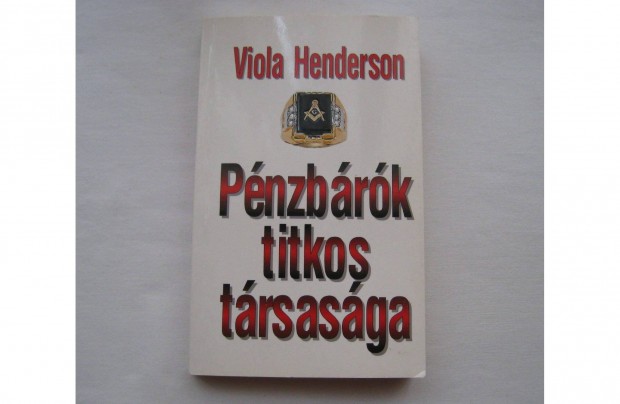 Viola Henderson
G
Pénzbárók
titkos
társasága